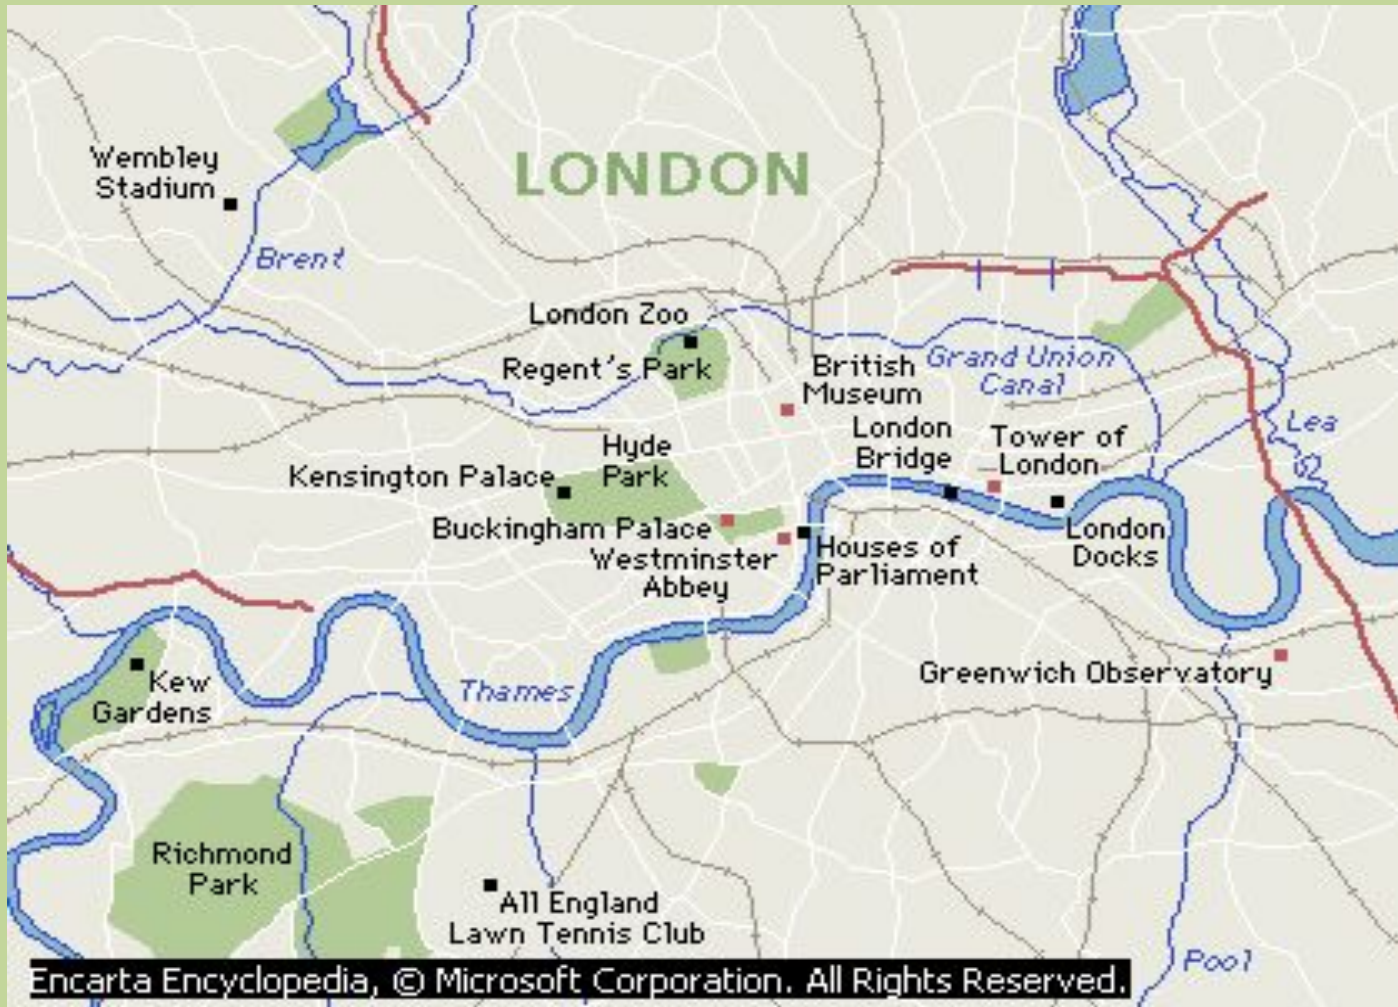 LONDON
Wembley
Stadium
Brent
London Zoo
Regent's Park
British
Museum
Grand Union
Canal
Hyde
Park
London
Bridge
Tower of
London
Lea
Kensington Palace
Buckingham Palace
Westminster
Abbey
Houses of
Parliament
London
Docks
Kew
Gardens
Thames
Greenwich Observatory
Richmond
Park
All England
Lawn Tennis Club
Pool
Encarta Encyclopedia, © Microsoft Corporation. All Rights Reserved.